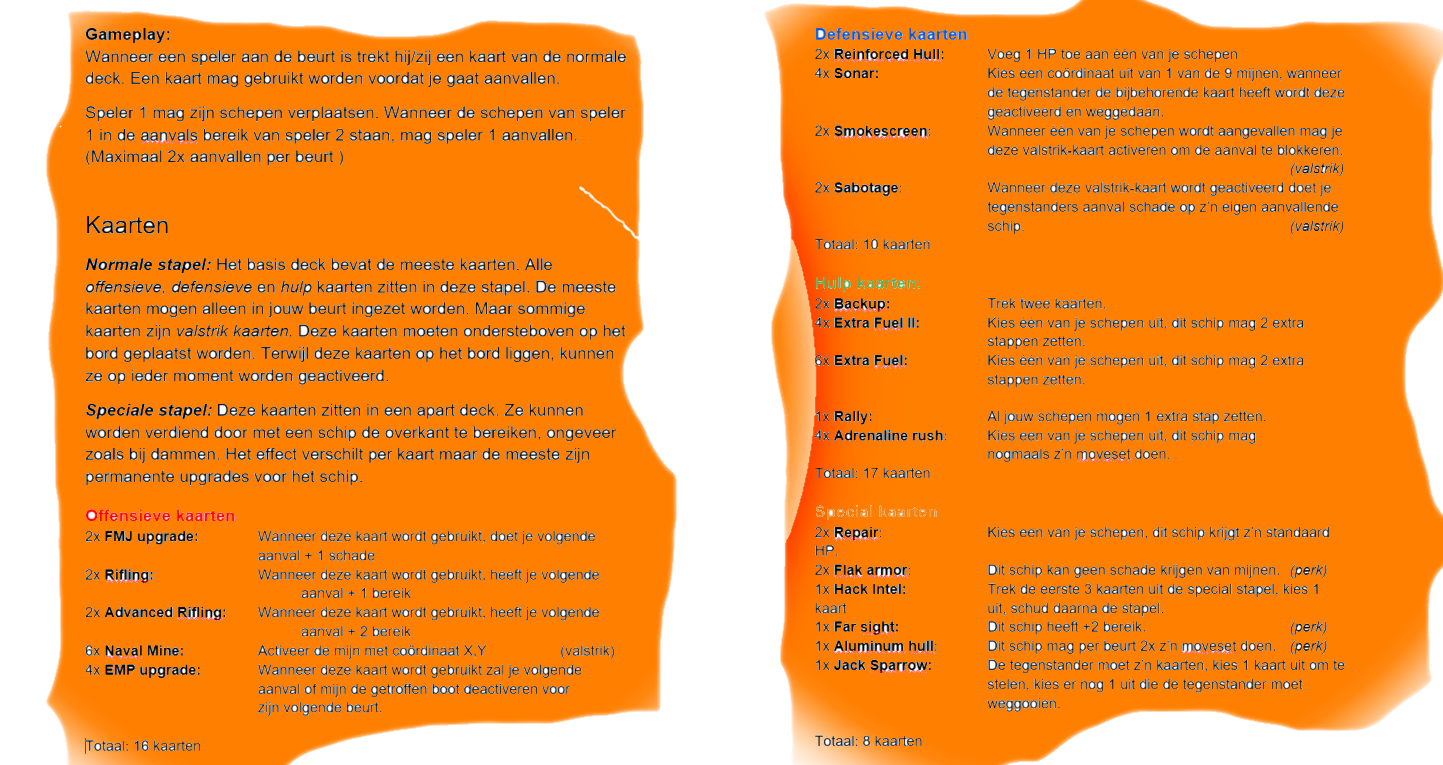 Gameplay:
Wanneer een speler aan de beurt is trekt hij/zij een kaart van de normale
deck. Een kaart mag gebruikt worden voordat je gaat aanvallen.
Speler 1 mag zijn schepen verplaatsen. Wanneer de schepen van speler
1 in de aanvals bereik van speler 2 staan, mag speler 1 aanvallen.
(Maximaal 2x aanvallen per beurt )
Kaarten
Normale stapel: Het basis deck bevat de meeste kaarten. Alle
offensieve, defensieve en hulp kaarten zitten in deze stapel. De meeste
kaarten mogen alleen in jouw beurt ingezet worden. Maar sommige
kaarten zijn valstrik kaarten. Deze kaarten moeten ondersteboven op het
bord geplaatst worden. Terwijl deze kaarten op het bord liggen, kunnen
ze op ieder moment worden geactiveerd.
Speciale stapel: Deze kaarten zitten in een apart deck. Ze kunnen
worden verdiend door met een schip de overkant te bereiken, ongeveer
zoals bij dammen. Het effect verschilt per kaart maar de meeste zijn
permanente upgrades voor het schip.
Offensieve kaarten
2x FMJ upgrade: Wanneer deze kaart wordt gebruikt, doet je volgende
aanval + 1 schade
2x Rifling: Wanneer deze kaart wordt gebruikt, heeft je volgende
aanval + 1 bereik
2x Advanced Rifling: Wanneer deze kaart wordt gebruikt, heeft je volgende
aanval + 2 bereik
6x Naval Mine: Activeer de mijn met coördinaat X.Y (valstrik)
4x EMP upgrade: Wanneer deze kaart wordt gebruikt zal je volgende
aanval of mijn de getroffen boot deactiveren voor
zijn volgende beurt.
Totaal: 16 kaarten
Defensieve kaarten
2x Reinforced Hull: Voeg 1 HP toe aan één van je schepen
4x Sonar: Kies een coördinaat uit van 1 van de 9 mijnen, wanneer
de tegenstander de bijbehorende kaart heeft wordt deze
geactiveerd en weggedaan.
2x Smokescreen: Wanneer een van je schepen wordt aangevallen mag je
deze valstrik-kaart activeren om de aanval te blokkeren.
(valstrik)
2x Sabotage: Wanneer deze valstrik-kaart wordt geactiveerd doet je
tegenstanders aanval schade op z'n eigen aanvallende
schip. (valstrik)
Totaal: 10 kaarten
Hulp kaarten:
2x Backup: Trek twee kaarten.
4x Extra Fuel II: Kies één van je schepen uit, dit schip mag 2 extra
stappen zetten.
6x Extra Fuel: Kies één van je schepen uit, dit schip mag 2 extra
stappen zetten.
1x Rally: Al jouw schepen mogen 1 extra stap zetten.
4x Adrenaline rush: Kies een van je schepen uit, dit schip mag
nogmaals z'n moveset doen.
Totaal: 17 kaarten
Special kaarten
2x Repair: Kies een van je schepen, dit schip krijgt z'n standaard
HP.
2x Flak armor: Dit schip kan geen schade krijgen van mijnen. (perk)
1x Hack Intel: Trek de eerste 3 kaarten uit de special stapel, kies 1
kaart uit, schud daarna de stapel.
1x Far sight: Dit schip heeft +2 bereik. (perk)
1x Aluminum hull: Dit schip mag per beurt 2x z'n moveset doen. (perk)
1x Jack Sparrow: De tegenstander moet z'n kaarten, kies 1 kaart uit om te
stelen, kies er nog 1 uit die de tegenstander moet
weggooien.
Totaal: 8 kaarten